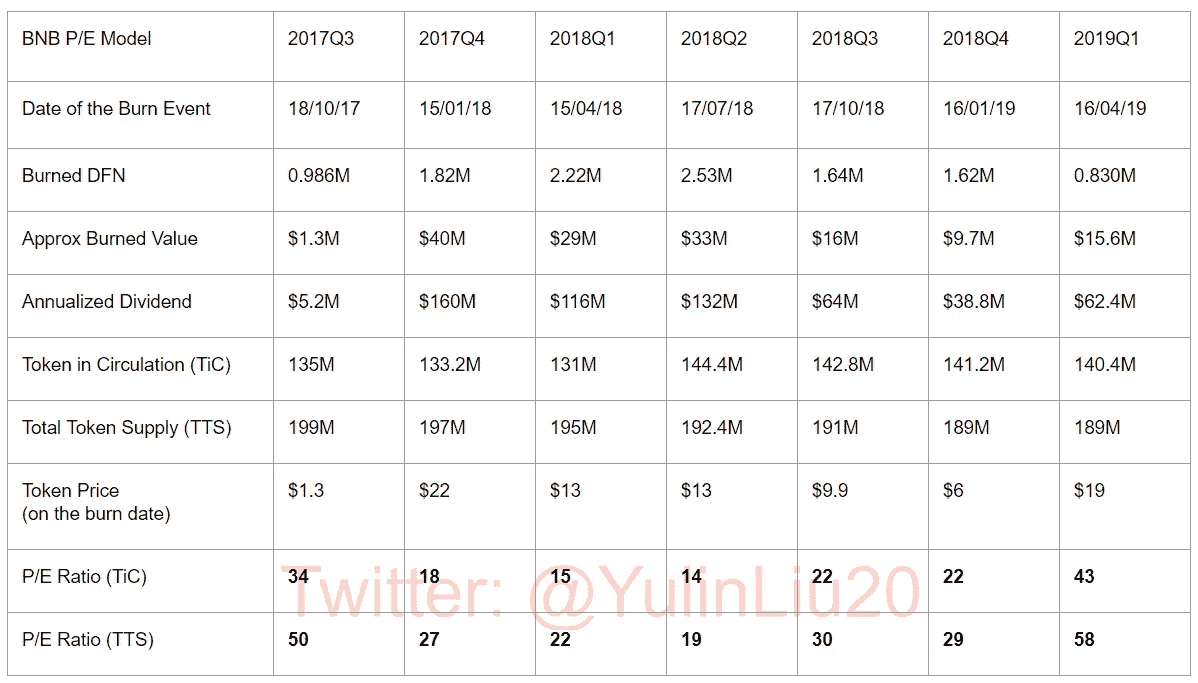 BNB P/E Model 2017Q3 2017Q4 2018Q1 2018Q2 2018Q3 2018Q4 2019Q1
Date of the Burn Event 18/10/17 15/01/18 15/04/18 17/07/18 17/10/18 16/01/19 16/04/19
Burned DFN 0.986M 1.82M 2.22M 2.53M 1.64M 1.62M 0.830M
Approx Burned Value $1.3M $40M $29M $33M $16M $9.7M $15.6M
Annualized Dividend $5.2M $160M $116M $132M $64M $38.8M $62.4M
Token in Circulation (TiC) 135M 133.2M 131M 144.4M 142.8M 141.2M 140.4M
Total Token Supply (TTS) 199M 197M 195M 192.4M 191M 189M 189M
Token Price $1.3 $22 $13 $13 $9.9 $6 $19
(on the burn date)
P/E Ratio (TiC) 34 18 15 14 22 22 43
Twitter: @YuliinLiu20
P/E Ratio (TTS) 50 27 22 19 30 29 58